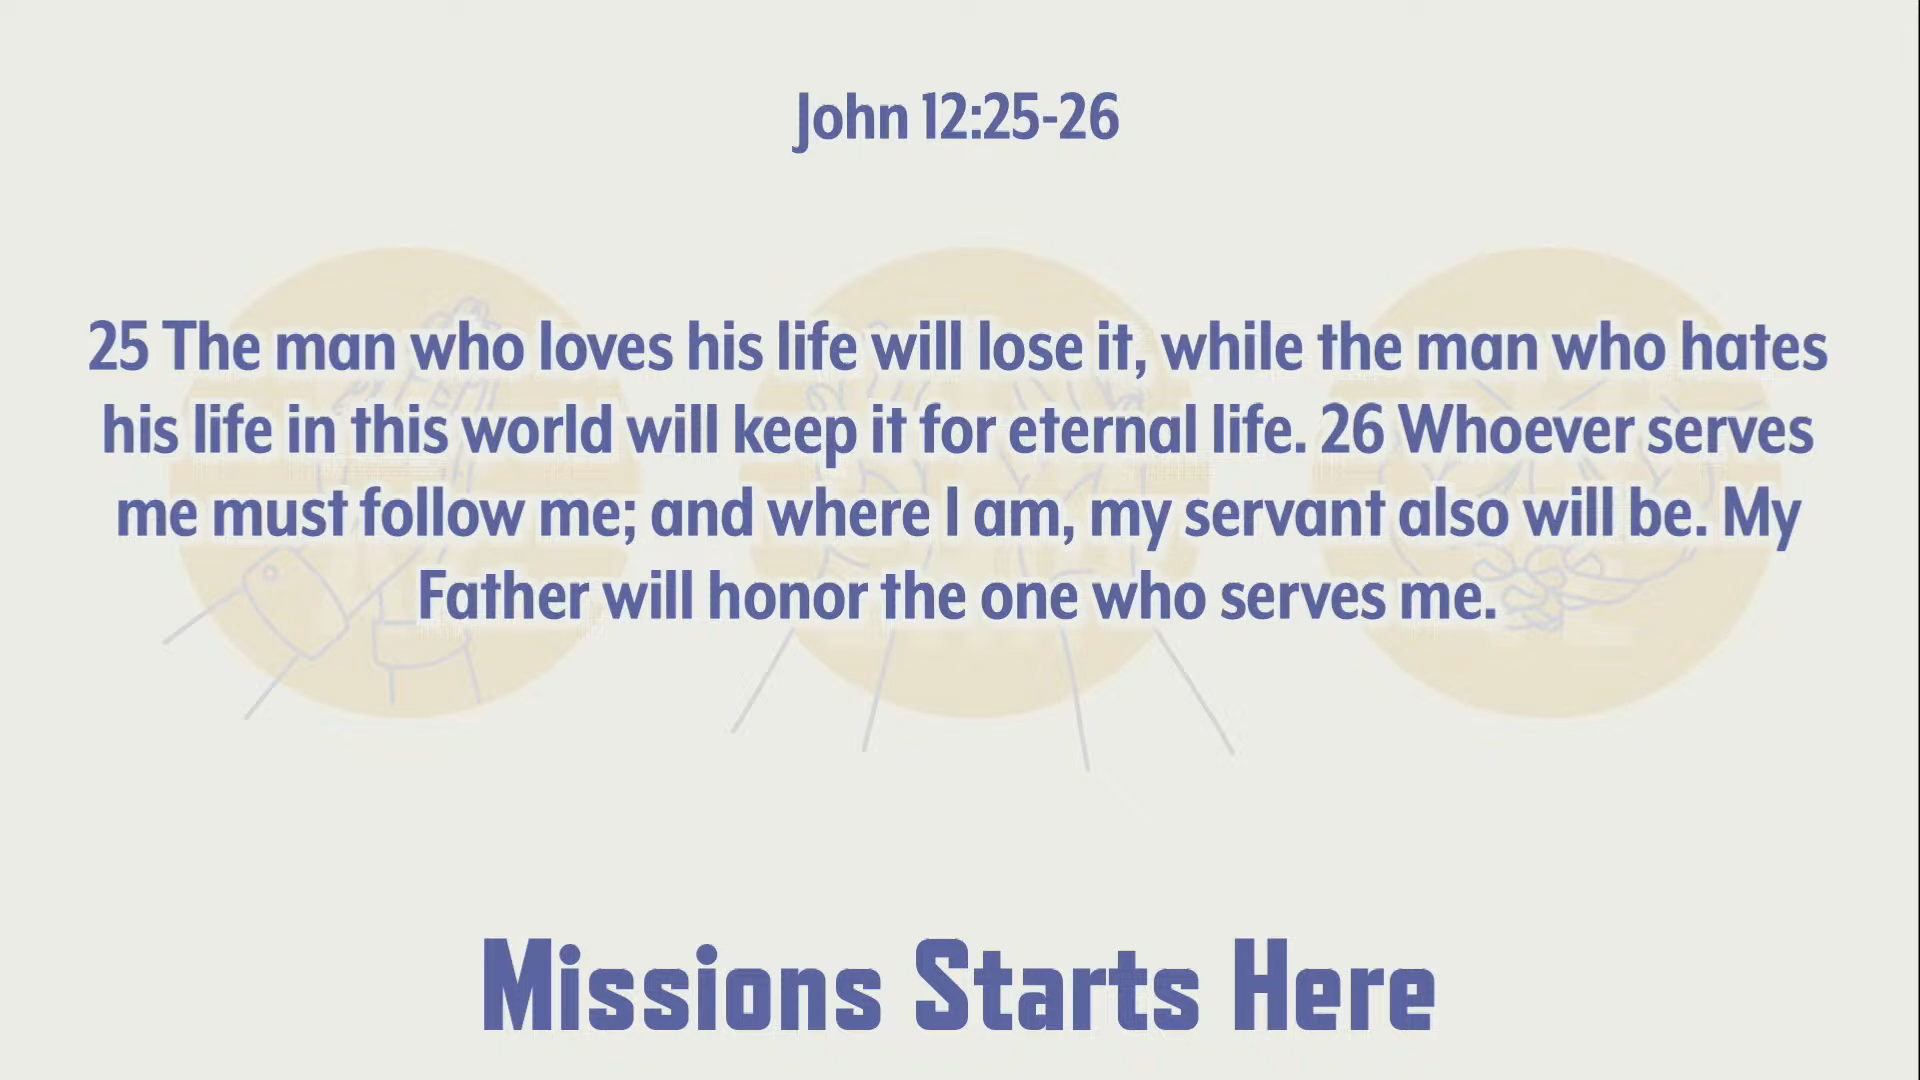 John 12:25-26
25 The man who loves his life will lose it, while the man who hates
his life in this world will keep it for eternal life. 26 Whoever serves
me must follow me; and where I am, my servant also will be. My
Father will honor the one who serves me.
Missions Starts Here